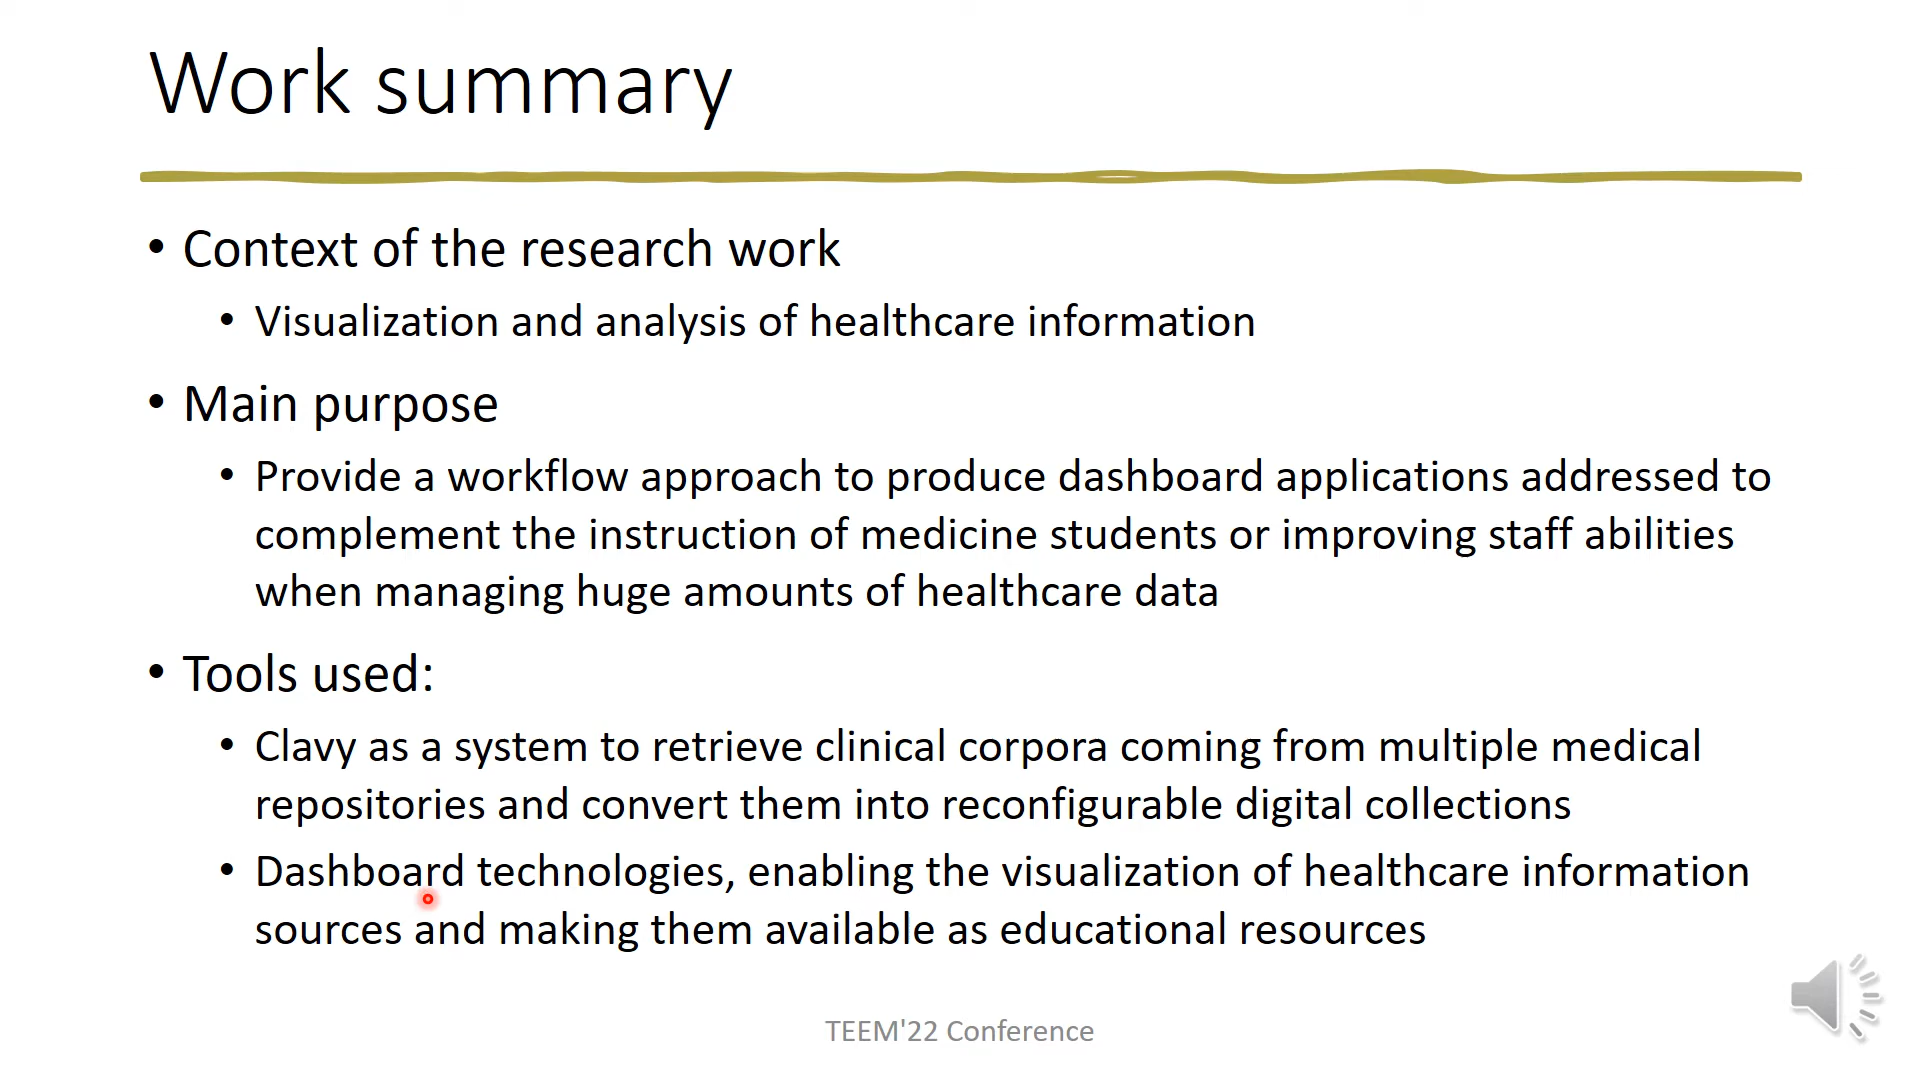 Work summary
• Context of the research work
• Visualization and analysis of healthcare information
• Main purpose
• Provide a workflow approach to produce dashboard applications addressed to
complement the instruction of medicine students or improving staff abilities
when managing huge amounts of healthcare data
• Tools used:
• Clavy as a system to retrieve clinical corpora coming from multiple medical
repositories and convert them into reconfigurable digital collections
• Dashboard technologies, enabling the visualization of healthcare information
sources and making them available as educational resources
TEEM'22 Conference